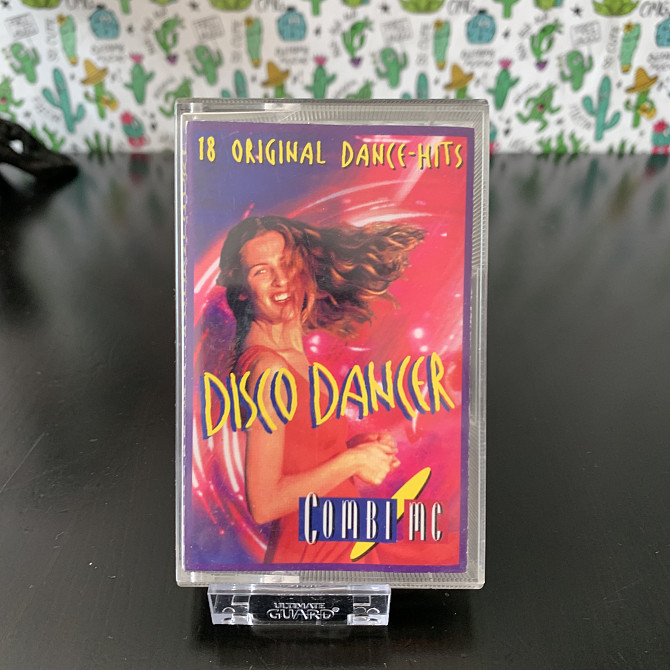 18 ORIGINAL DANCE-HITS
DISCO DANCER
COMBI MC
ULTIMATE
GUARD